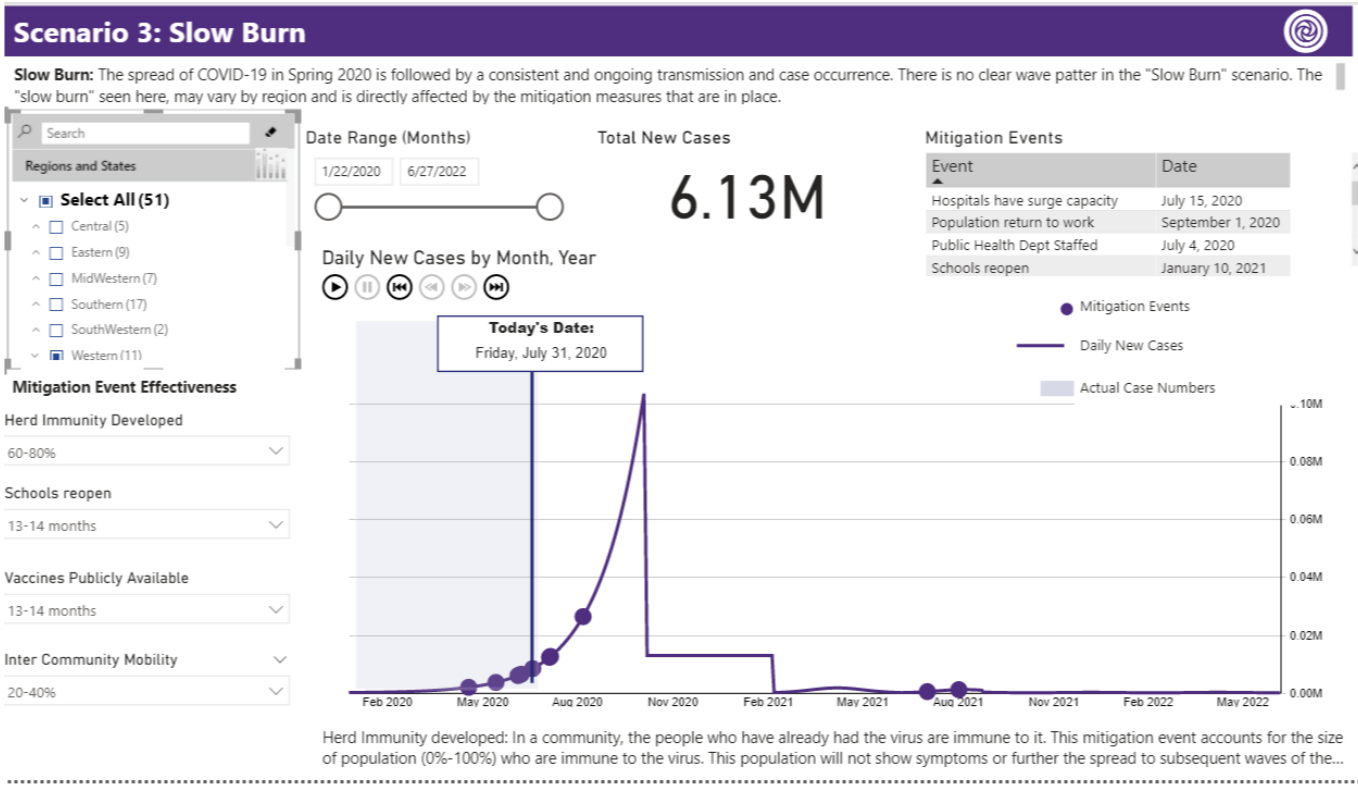 Scenario 3: Slow Burn
Slow Burn: The spread of COVID-19 in Spring 2020 is followed by a consistent and ongoing transmission and case occurrence. There is no clear wave patter in the "Slow Burn" scenario. The
"slow burn" seen here, may vary by region and is directly affected by the mitigation measures that are in place.
Search
Regions and States
Select All (51)
Central (5)
Eastern (9)
MidWestern (7)
Southern (17)
SouthWestern (2)
Western (11)
Date Range (Months)
1/22/2020 6/27/2022
Total New Cases
6.13M
Mitigation Events
Event Date
Hospitals have surge capacity July 15, 2020
Population return to work September 1, 2020
Public Health Dept Staffed July 4, 2020
Schools reopen January 10, 2021
Mitigation Event Effectiveness
Herd Immunity Developed
60-80%
Schools reopen
13-14 months
Vaccines Publicly Available
13-14 months
Inter Community Mobility
20-40%
Daily New Cases by Month, Year
Today's Date:
Friday, July 31, 2020
Mitigation Events
Daily New Cases
Actual Case Numbers
0.10M
0.08M
0.06M
0.04M
0.02M
0.00M
Feb 2020 May 2020 Aug 2020 Nov 2020 Feb 2021 May 2021 Aug 2021 Nov 2021 Feb 2022 May 2022
Herd Immunity developed: In a community, the people who have already had the virus are immune to it. This mitigation event accounts for the size
of population (0%-100%) who are immune to the virus. This population will not show symptoms or further the spread to subsequent waves of the...